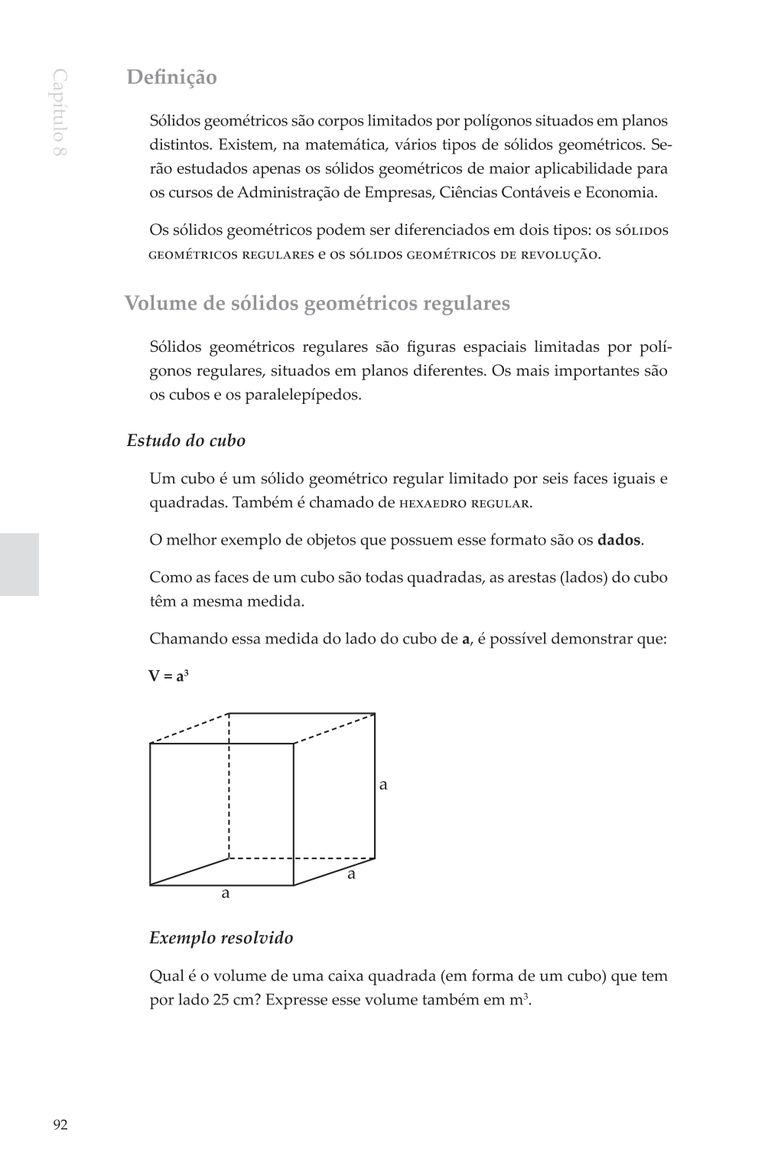 Capítulo 8
Definição
Sólidos geométricos são corpos limitados por polígonos situados em planos
distintos. Existem, na matemática, vários tipos de sólidos geométricos. Se-
rão estudados apenas os sólidos geométricos de maior aplicabilidade para
os cursos de Administração de Empresas, Ciências Contáveis e Economia.
Os sólidos geométricos podem ser diferenciados em dois tipos: os sólidos
geométricos regulares e os sólidos geométricos de revolução.
Volume de sólidos geométricos regulares
Sólidos geométricos regulares são figuras espaciais limitadas por polí-
gonos regulares, situados em planos diferentes. Os mais importantes são
os cubos e os paralelepípedos.
Estudo do cubo
Um cubo é um sólido geométrico regular limitado por seis faces iguais e
quadradas. Também é chamado de hexaedro regular.
O melhor exemplo de objetos que possuem esse formato são os dados.
Como as faces de um cubo são todas quadradas, as arestas (lados) do cubo
têm a mesma medida.
Chamando essa medida do lado do cubo de a, é possível demonstrar que:
V = a³
a
a
a
Exemplo resolvido
Qual é o volume de uma caixa quadrada (em forma de um cubo) que tem
por lado 25 cm? Expresse esse volume também em m³.
92